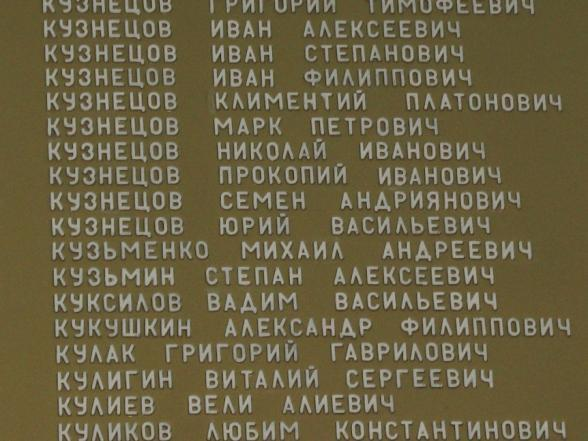 КУЗНЕЦОВ ГРИГОРИЙ ТИМОФЕЕВИЧ
КУЗНЕЦОВ ИВАН АЛЕКСЕЕВИЧ
КУЗНЕЦОВ ИВАН СТЕПАНОВИЧ
КУЗНЕЦОВ ИВАН ФИЛИППОВИЧ
КУЗНЕЦОВ КЛИМЕНТИЙ ПЛАТОНОВИЧ
КУЗНЕЦОВ МАРК ПЕТРОВИЧ
КУЗНЕЦОВ НИКОЛАЙ ИВАНОВИЧ
КУЗНЕЦОВ ПРОКОПИЙ ИВАНОВИЧ
КУЗНЕЦОВ СЕМЕН АНДРИЯНОВИЧ
КУЗНЕЦОВ ЮРИЙ ВАСИЛЬЕВИЧ
КУЗЬМЕНКО МИХАИЛ АНДРЕЕВИЧ
КУЗЬМИН СТЕПАН АЛЕКСЕЕВИЧ
КУКСИЛОВ ВАДИМ ВАСИЛЬЕВИЧ
КУКУШКИН АЛЕКСАНДР ФИЛИППОВИЧ
КУЛАК ГРИГОРИЙ ГАВРИЛОВИЧ
КУЛИГИН ВИТАЛИЙ СЕРГЕЕВИЧ
КУЛИЕВ ВЕЛИ АЛИЕВИЧ
КУЛИКОВ ЛЮБИМ КОНСТАНТИНОВИЧ